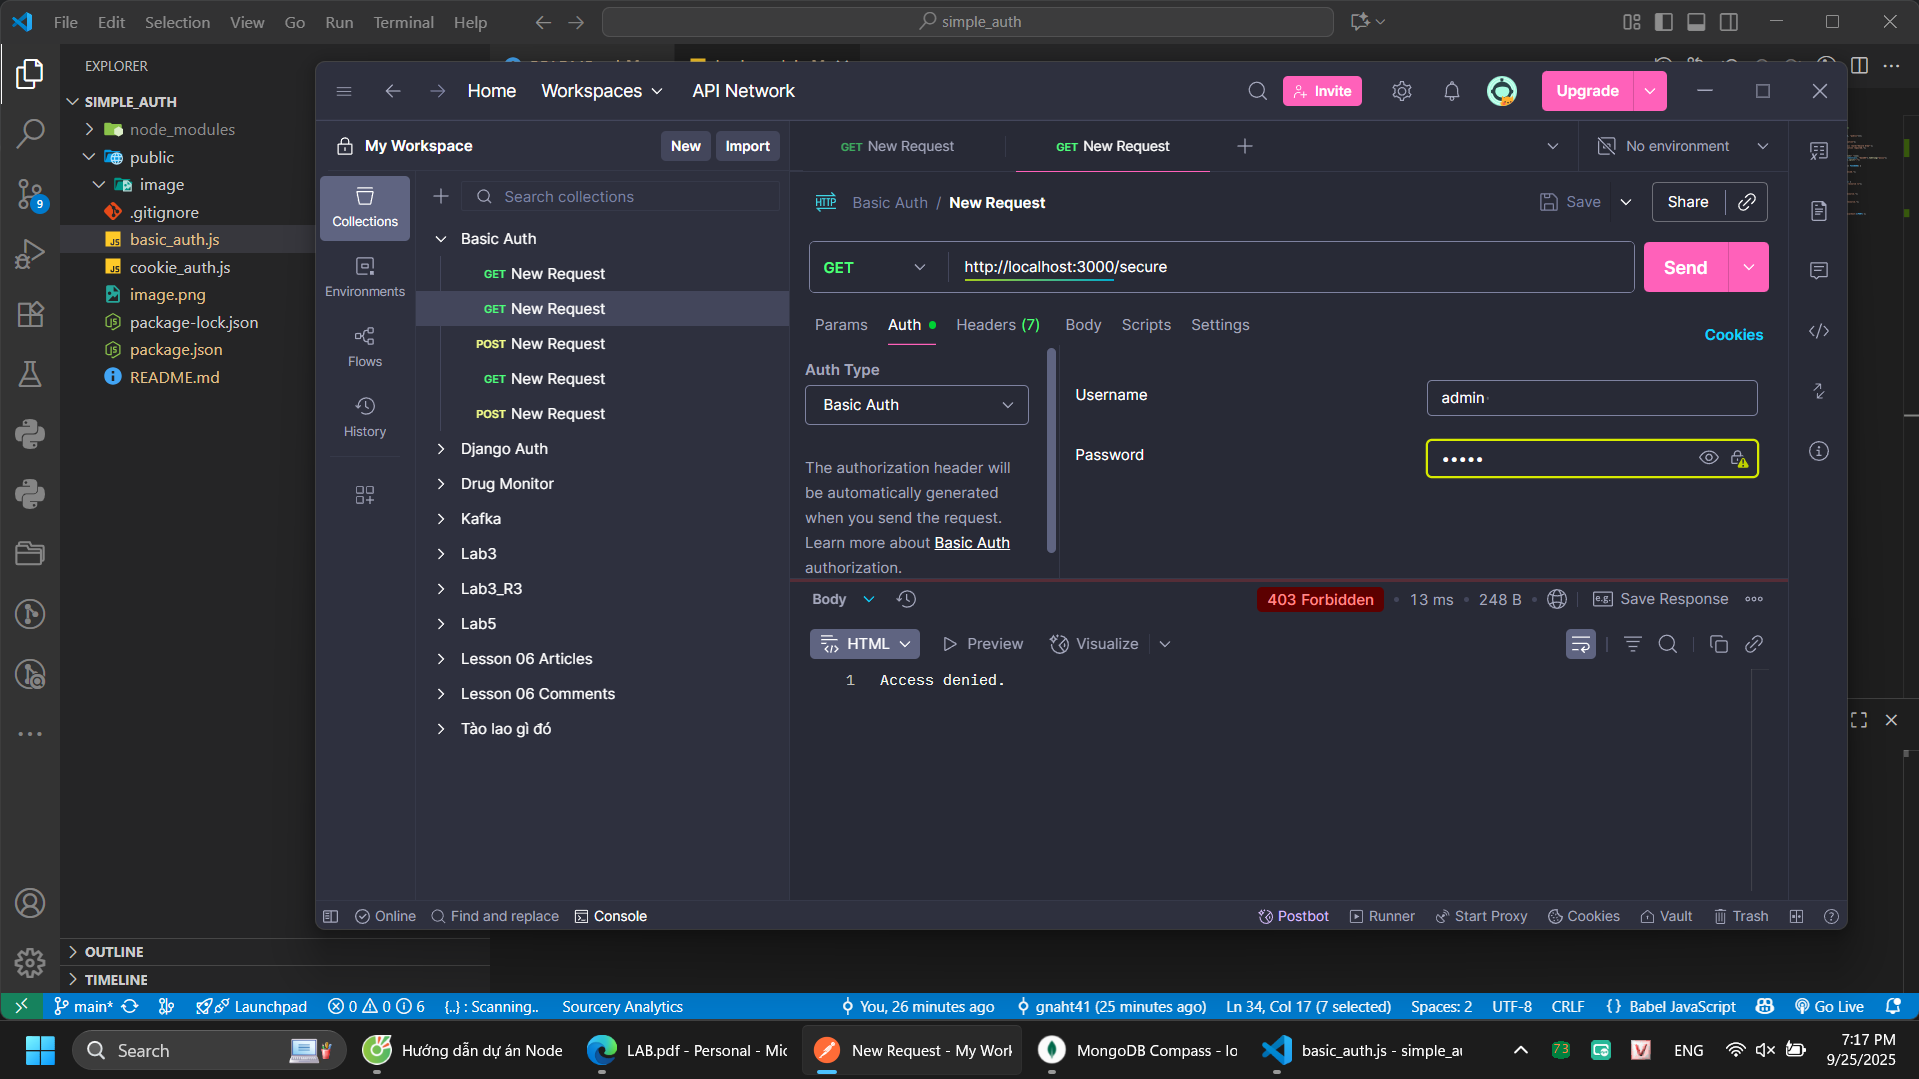 File Edit Selection View Go Run Terminal Help
simple_auth
EXPLORER
SIMPLE_AUTH
node_modules
public
image
.gitignore
basic_auth.js
cookie_auth.js
image.png
package-lock.json
package.json
README.md
OUTLINE
TIMELINE
9
Home Workspaces API Network
Invite
Upgrade
My Workspace
New Import
GET New Request
GET New Request
No environment
Collections
Environments
Flows
History
Search collections
Basic Auth
GET New Request
GET New Request
POST New Request
GET New Request
POST New Request
Django Auth
Drug Monitor
Kafka
Lab3
Lab3_R3
Lab5
Lesson 06 Articles
Lesson 06 Comments
Tào lao gì đó
HTTP Basic Auth / New Request
Save
Share
GET http://localhost:3000/secure
Send
Params Auth Headers (7) Body Scripts Settings
Cookies
Auth Type
Basic Auth
The authorization header will
be automatically generated
when you send the request.
Learn more about Basic Auth
authorization.
Username admin
Password •••••
Body 403 Forbidden • 13 ms • 248 B e.g. Save Response
HTML Preview Visualize
1 Access denied.
Online Find and replace Console
Postbot Runner Start Proxy Cookies Vault Trash
main* Launchpad 0 0 6 {..} : Scanning.. Sourcery Analytics
You, 26 minutes ago gnaht41 (25 minutes ago) Ln 34, Col 17 (7 selected) Spaces: 2 UTF-8 CRLF {} Babel JavaScript Go Live
Search
Hướng dẫn dự án Node
LAB.pdf - Personal - Mic
New Request - My Work
MongoDB Compass - lo
basic_auth.js - simple_au
73
ENG
7:17 PM
9/25/2025